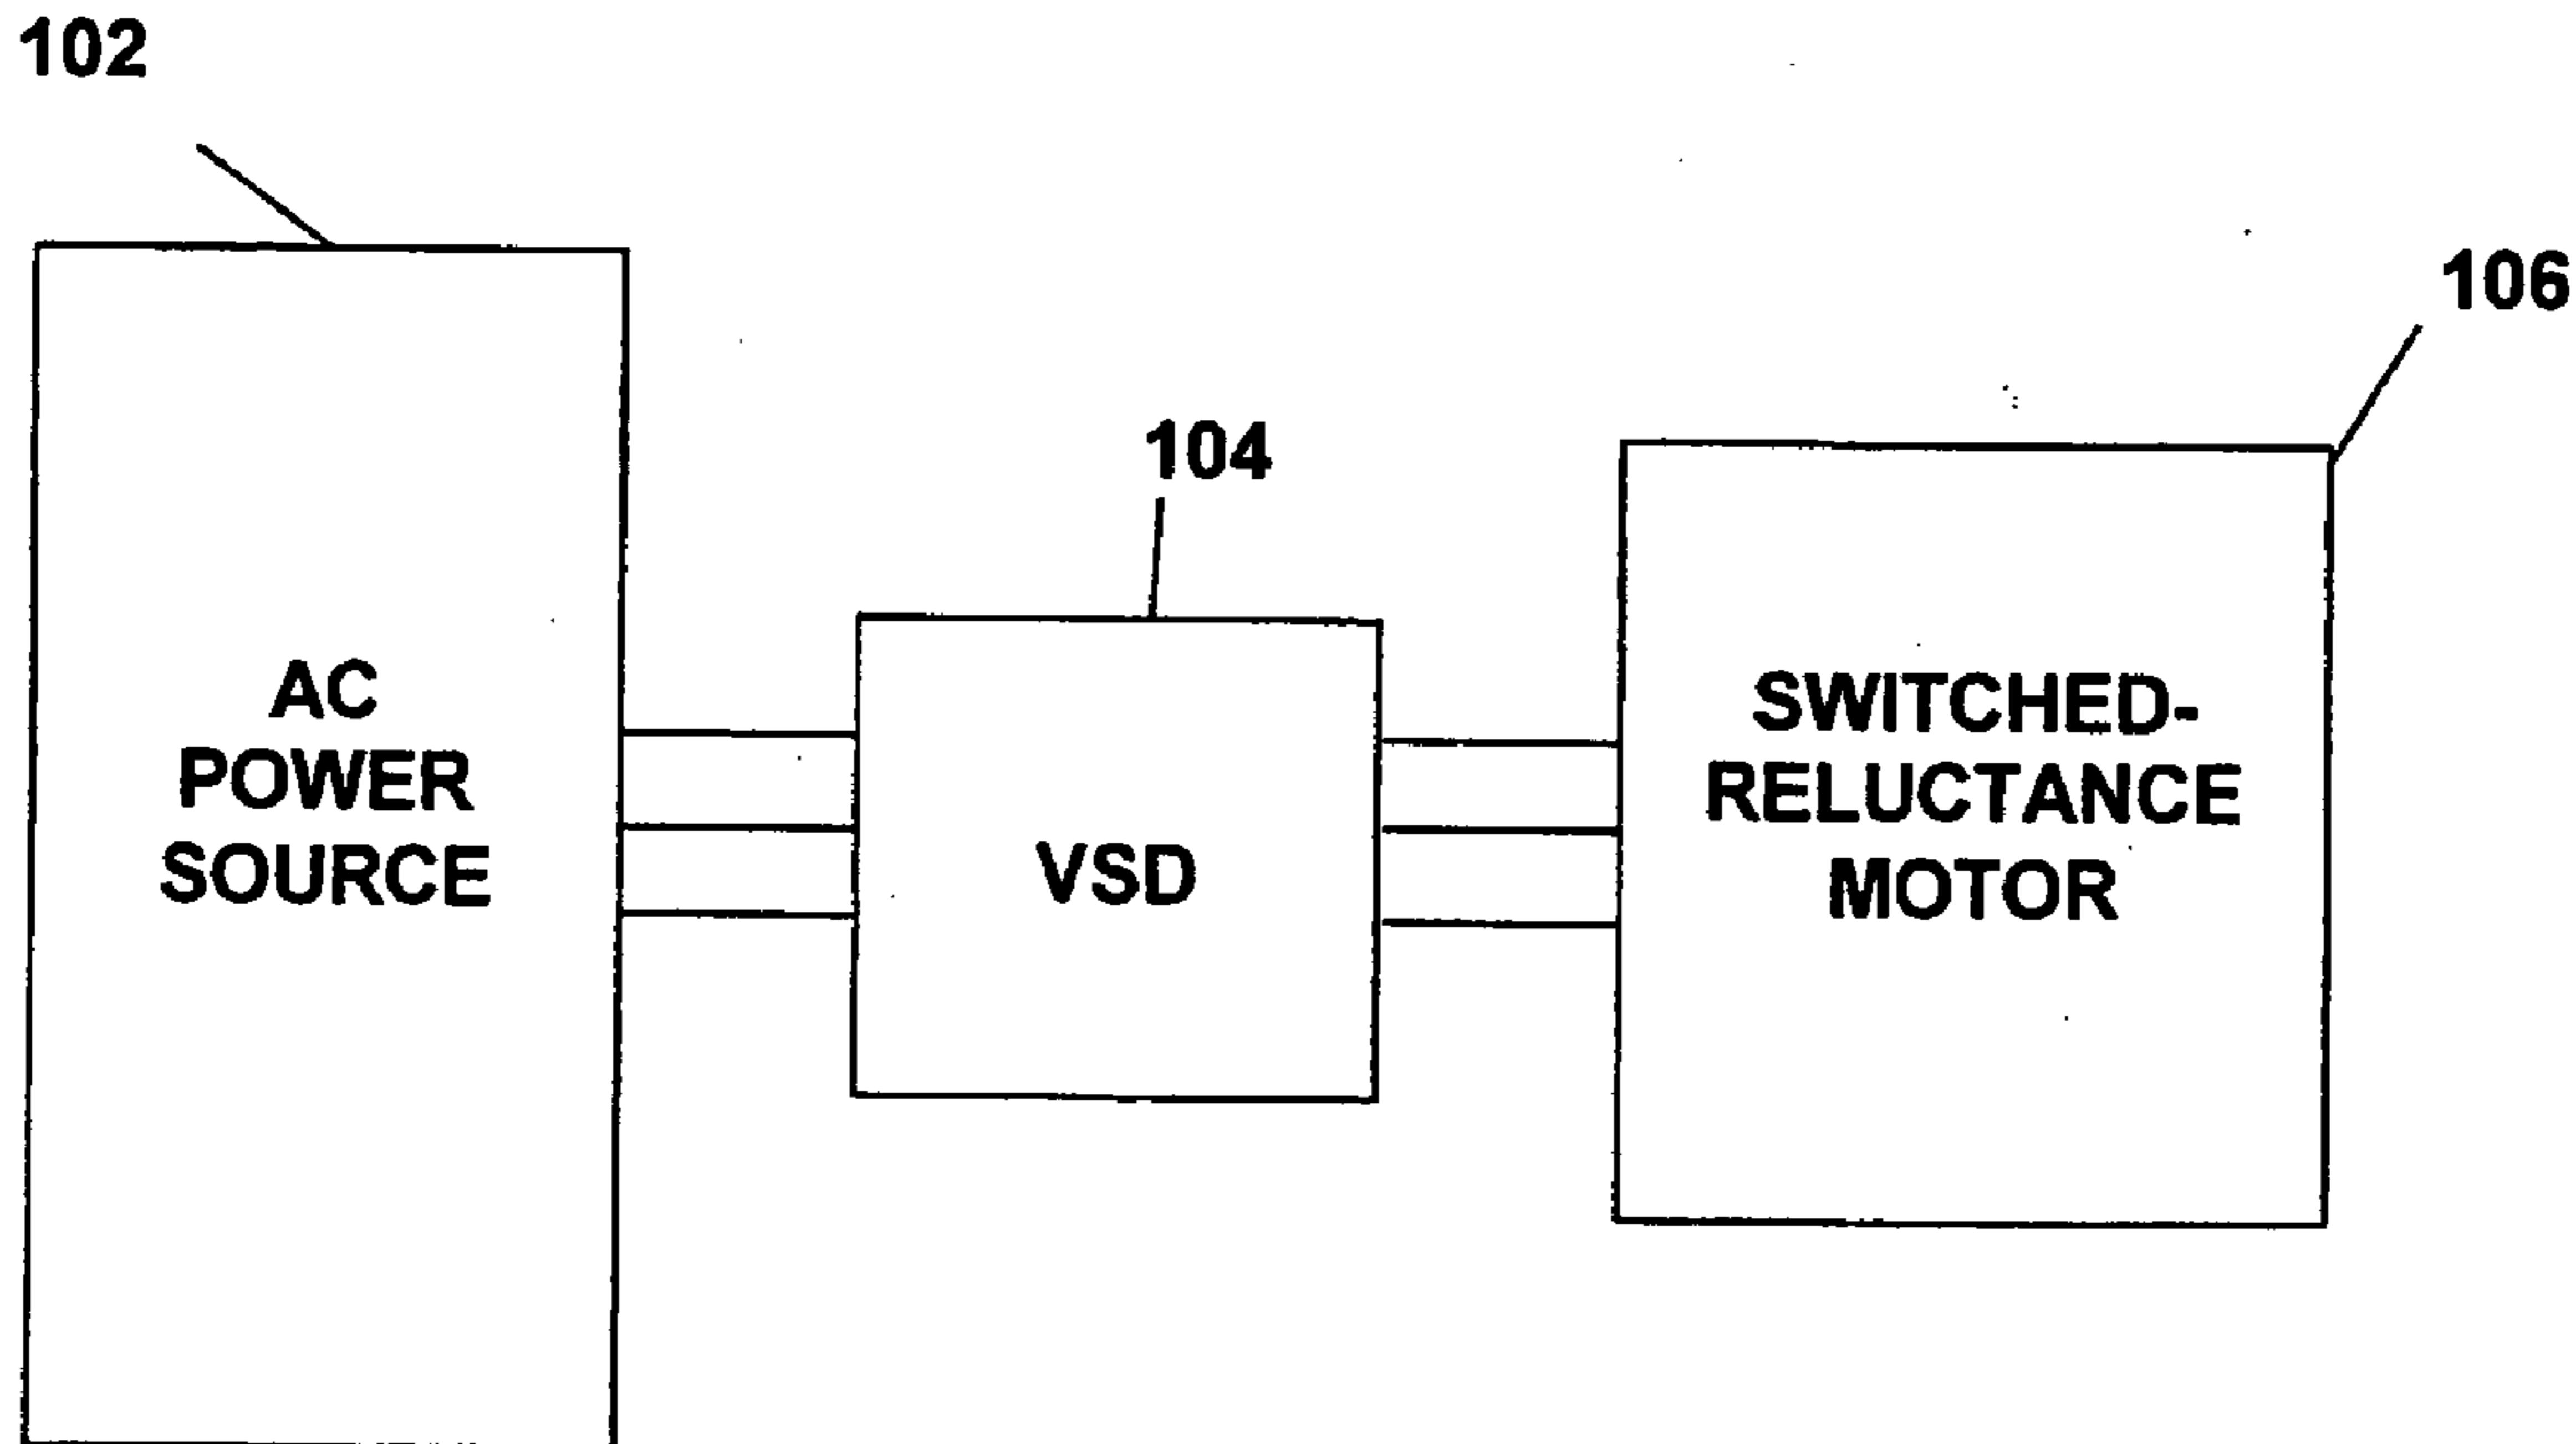 102
106
104
AC
POWER
SOURCE
VSD
SWITCHED-
RELUCTANCE
MOTOR